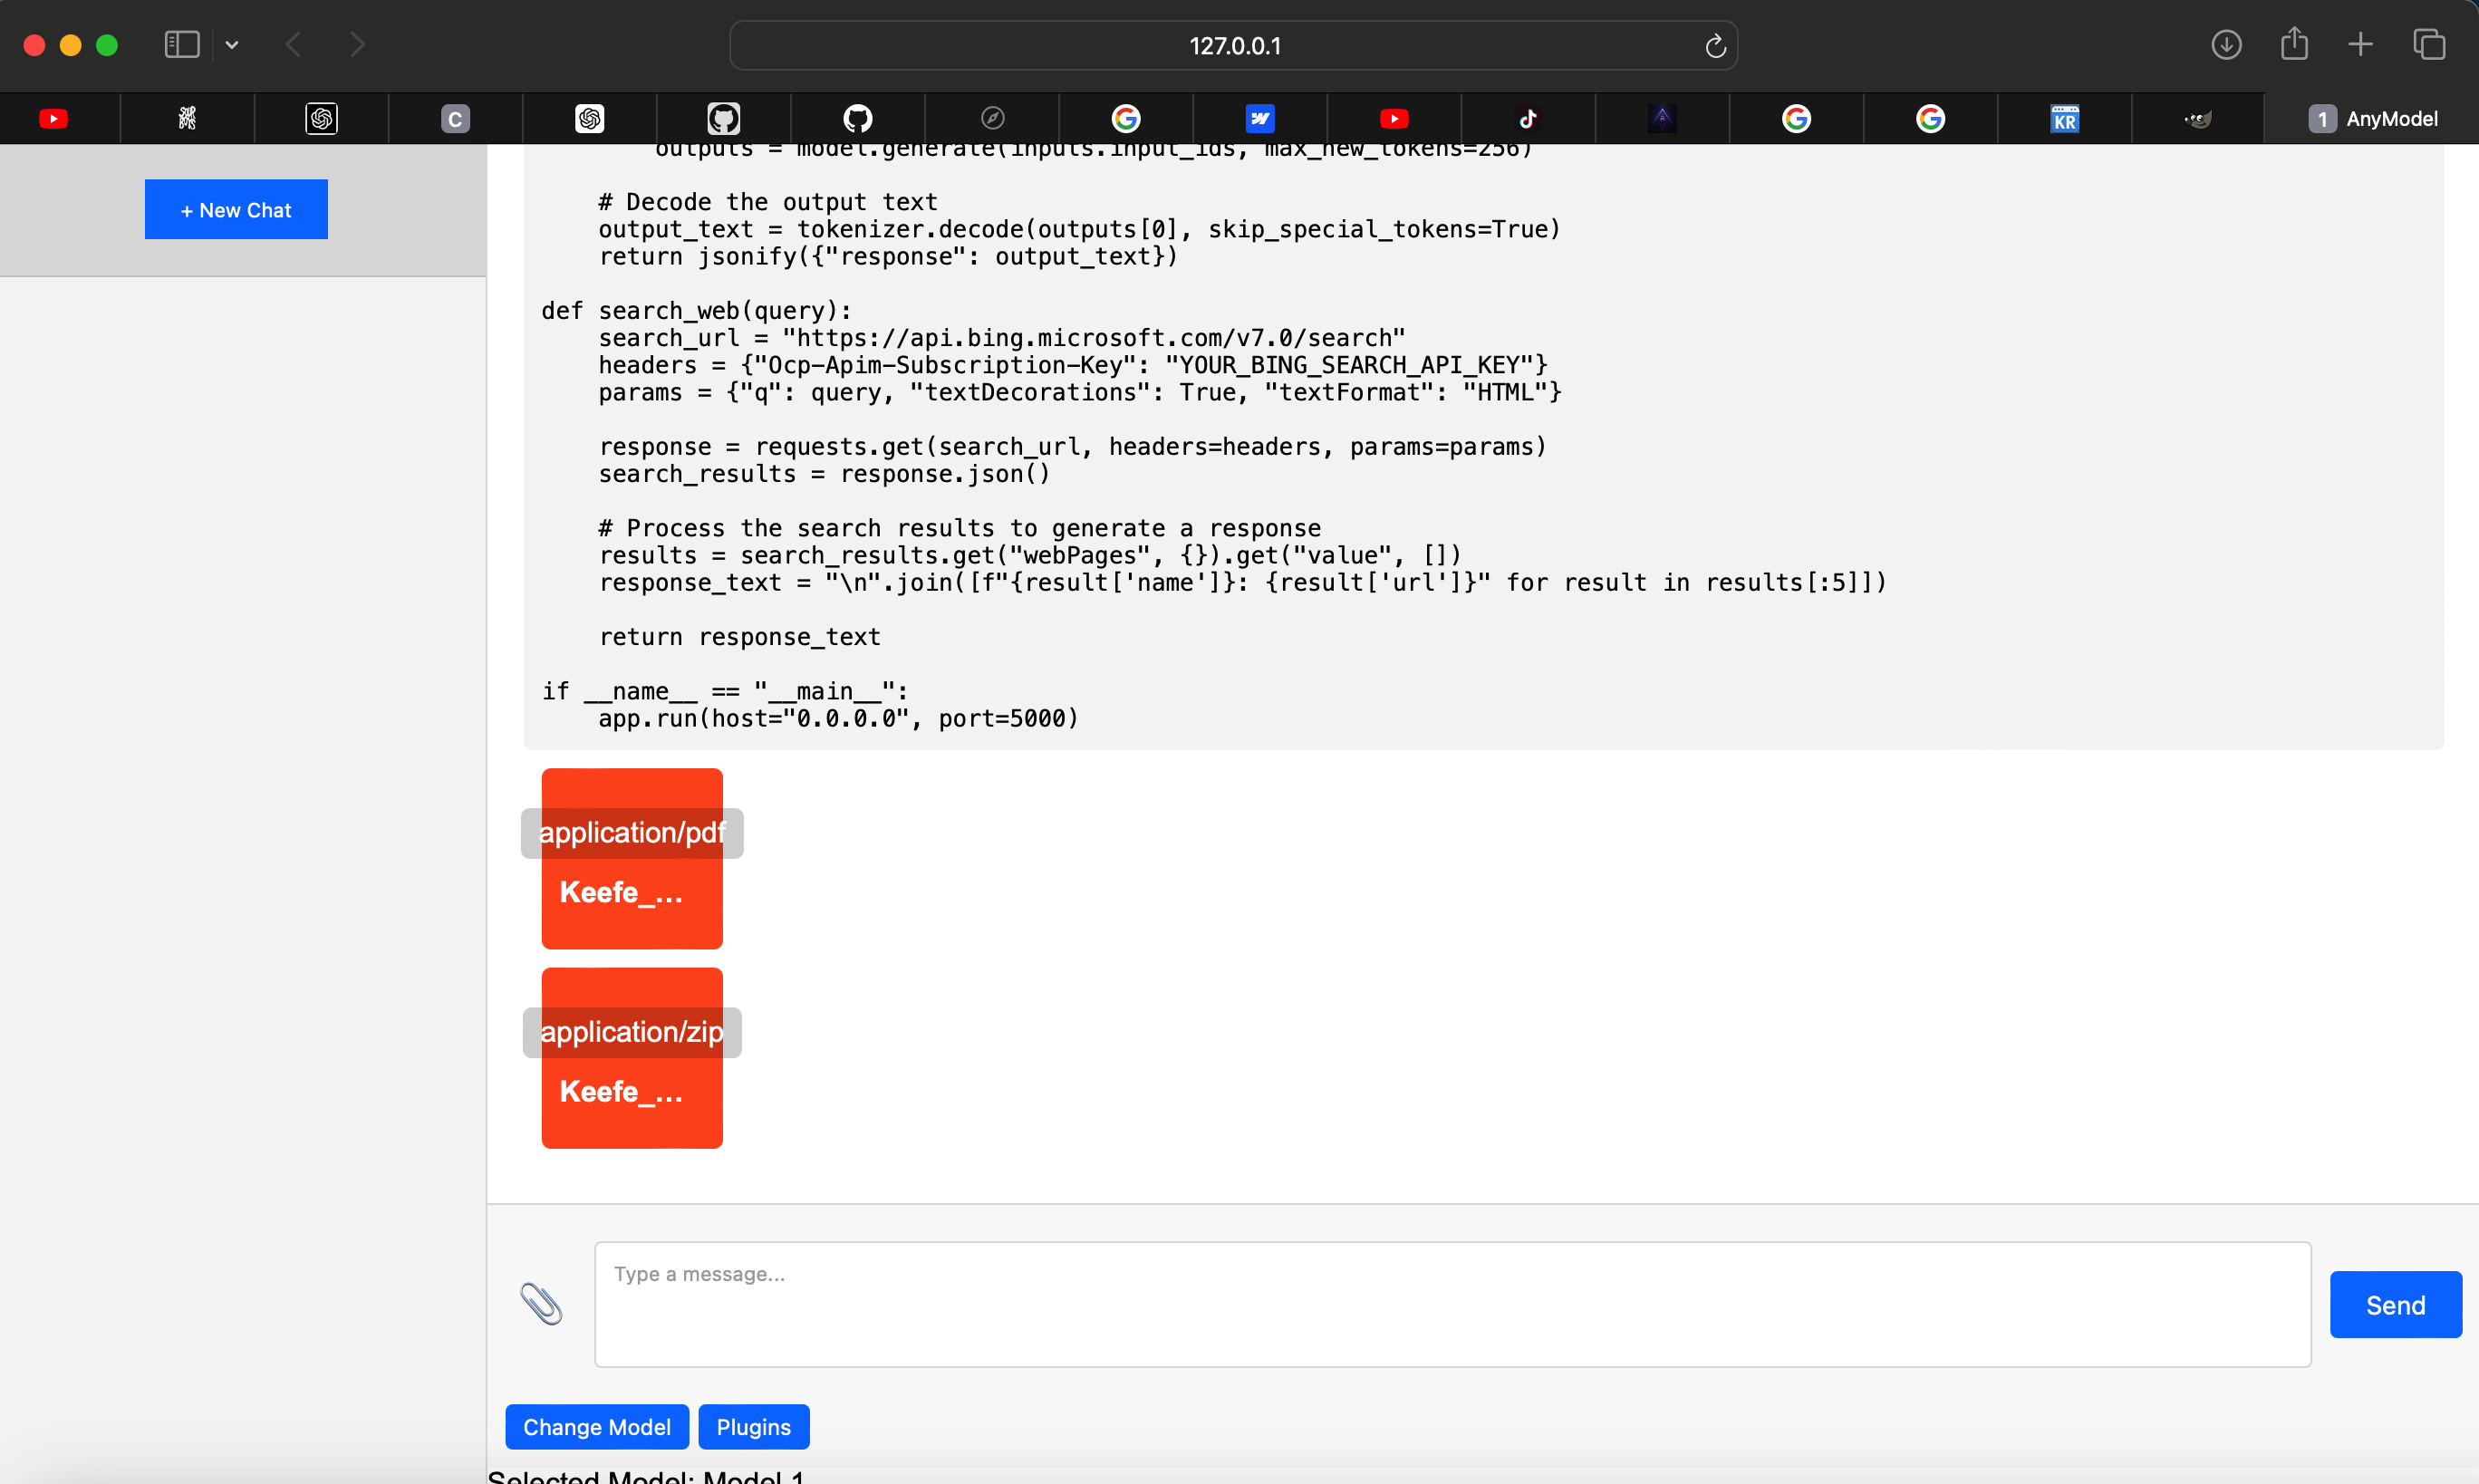 127.0.0.1
C
KR
1 AnyModel
+ New Chat
outputs = model.generate(inputs.input_ids, max_new_tokens=256)
# Decode the output text
output_text = tokenizer.decode(outputs[0], skip_special_tokens=True)
return jsonify({"response": output_text})
def search_web(query):
search_url = "https://api.bing.microsoft.com/v7.0/search"
headers = {"Ocp-Apim-Subscription-Key": "YOUR_BING_SEARCH_API_KEY"}
params = {"q": query, "textDecorations": True, "textFormat": "HTML"}
response = requests.get(search_url, headers=headers, params=params)
search_results = response.json()
# Process the search results to generate a response
results = search_results.get("webPages", {}).get("value", [])
response_text = "\n".join([f"{result['name']}: {result['url']}" for result in results[:5]])
return response_text
if __name__ == "__main__":
app.run(host="0.0.0.0", port=5000)
application/pdf
Keefe_...
application/zip
Keefe_...
Type a message...
Send
Change Model
Plugins
Selected Model: Model 1